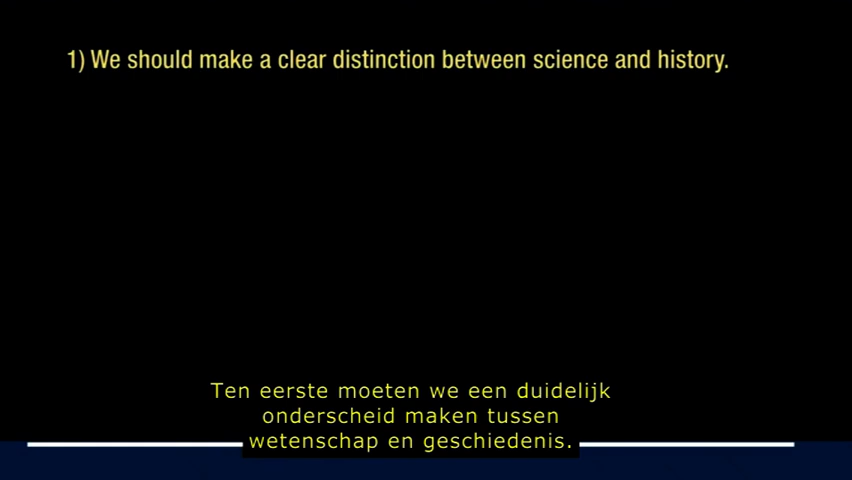 1) We should make a clear distinction between science and history.
Ten eerste moeten we een duidelijk
onderscheid maken tussen
wetenschap en geschiedenis.